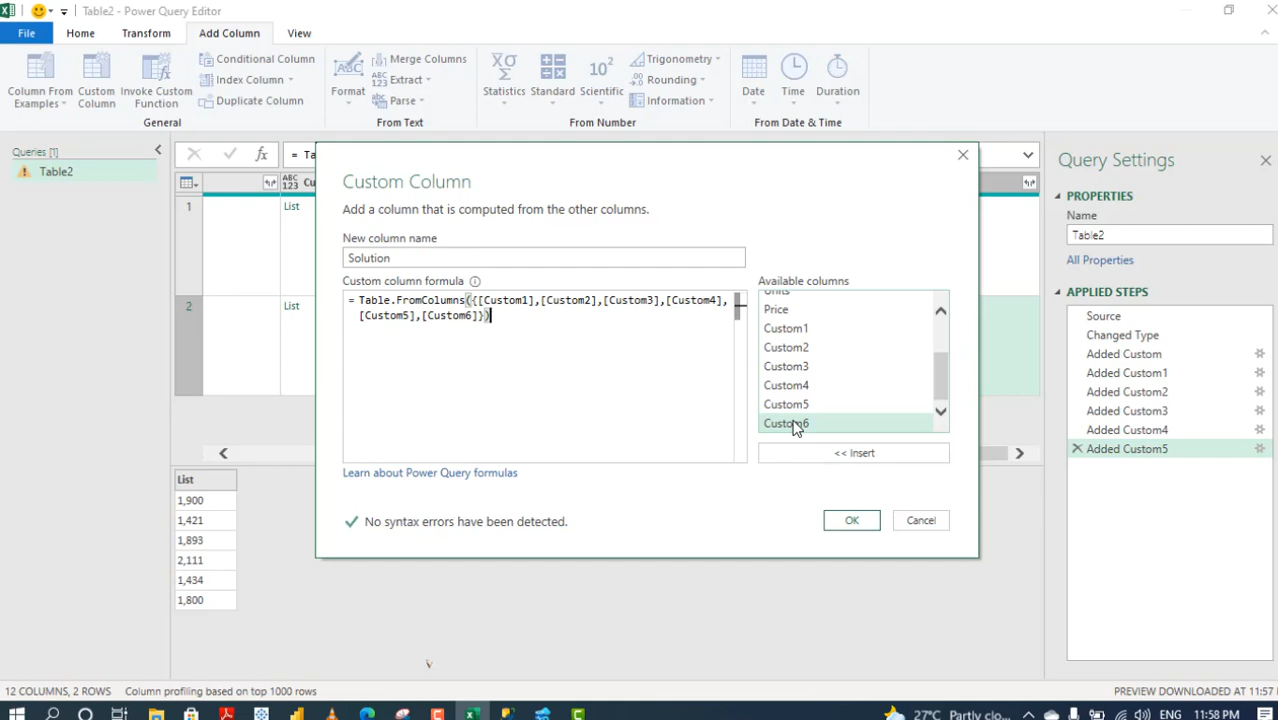 Table2 - Power Query Editor
File
Home
Transform
Add Column
View
Column From
Examples
Custom
Column
Invoke Custom
Function
Conditional Column
Index Column
Duplicate Column
General
Format
Merge Columns
Extract
Parse
From Text
Statistics
Standard
Scientific
Trigonometry
Rounding
Information
From Number
Date
Time
Duration
From Date & Time
Queries [1]
Table2
= Ta
ABC
123
Cu
1
List
2
List
List
1,900
1,421
1,893
2,111
1,434
1,800
Custom Column
Add a column that is computed from the other columns.
New column name
Solution
Custom column formula
= Table.FromColumns({[Custom1],[Custom2],[Custom3],[Custom4],
[Custom5],[Custom6]})
Available columns
Units
Price
Custom1
Custom2
Custom3
Custom4
Custom5
Custom6
<< Insert
Learn about Power Query formulas
No syntax errors have been detected.
OK
Cancel
Query Settings
PROPERTIES
Name
Table2
All Properties
APPLIED STEPS
Source
Changed Type
Added Custom
Added Custom1
Added Custom2
Added Custom3
Added Custom4
Added Custom5
12 COLUMNS, 2 ROWS
Column profiling based on top 1000 rows
PREVIEW DOWNLOADED AT 11:57
27°C Partly clo...
ENG
11:58 PM